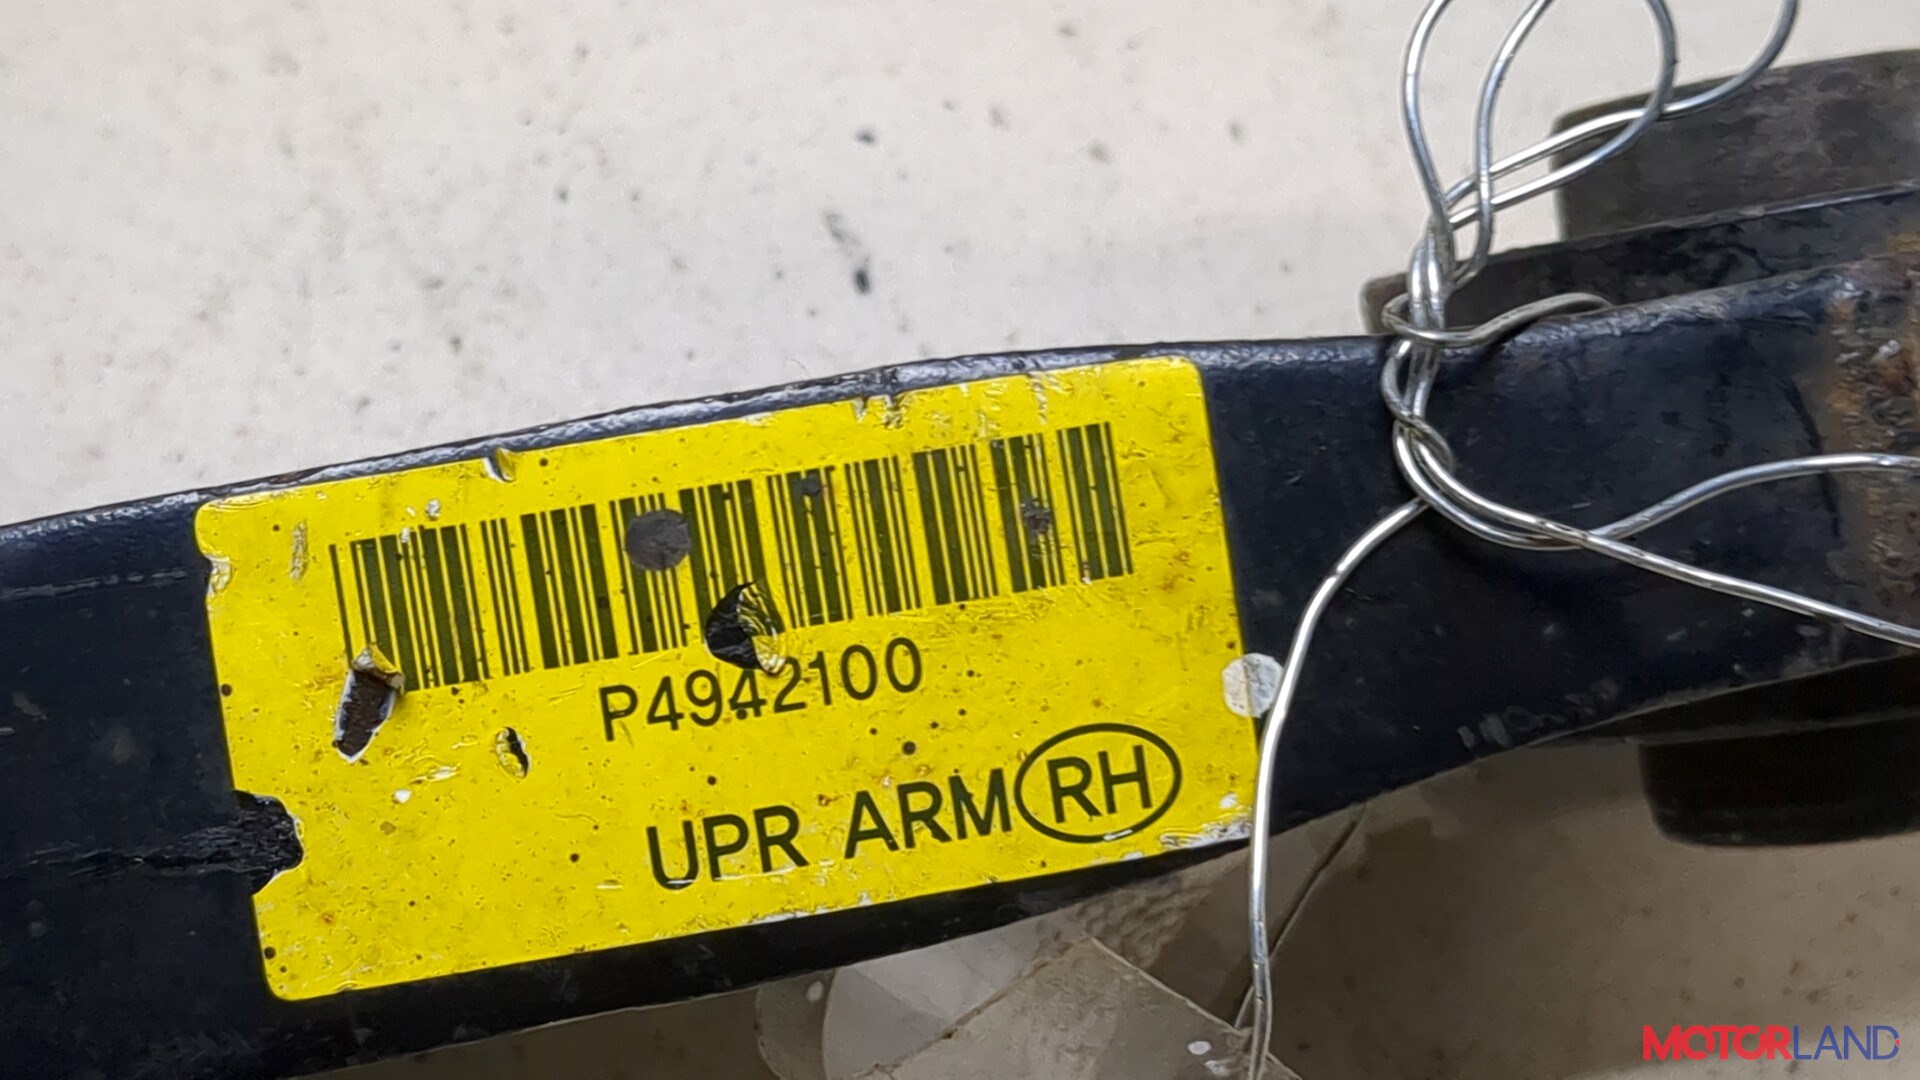 P4942100
UPR ARM RH
MOTORLAND